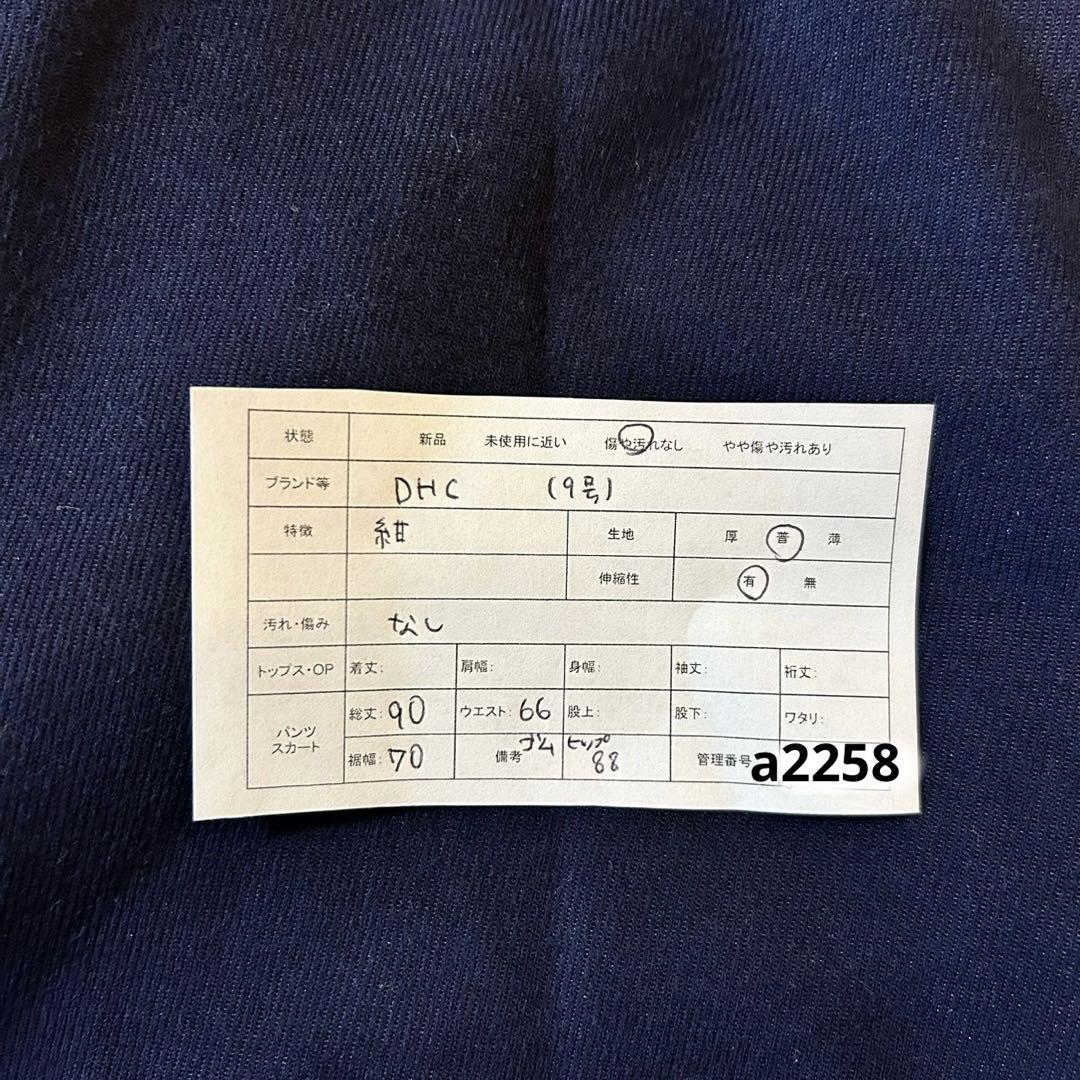 状態 新品 未使用に近い 傷や汚れなし やや傷や汚れあり
ブランド等 DHC (9号)
特徴 紺 生地 厚 普 薄
伸縮性 有 無
汚れ・傷み なし
トップス・OP 着丈: 肩幅: 身幅: 袖丈: 裄丈:
パンツ スカート 総丈: 90 ウエスト: 66 股上: 股下: ワタリ:
ゴム ヒップ
裾幅: 70 備考 88 管理番号 a2258